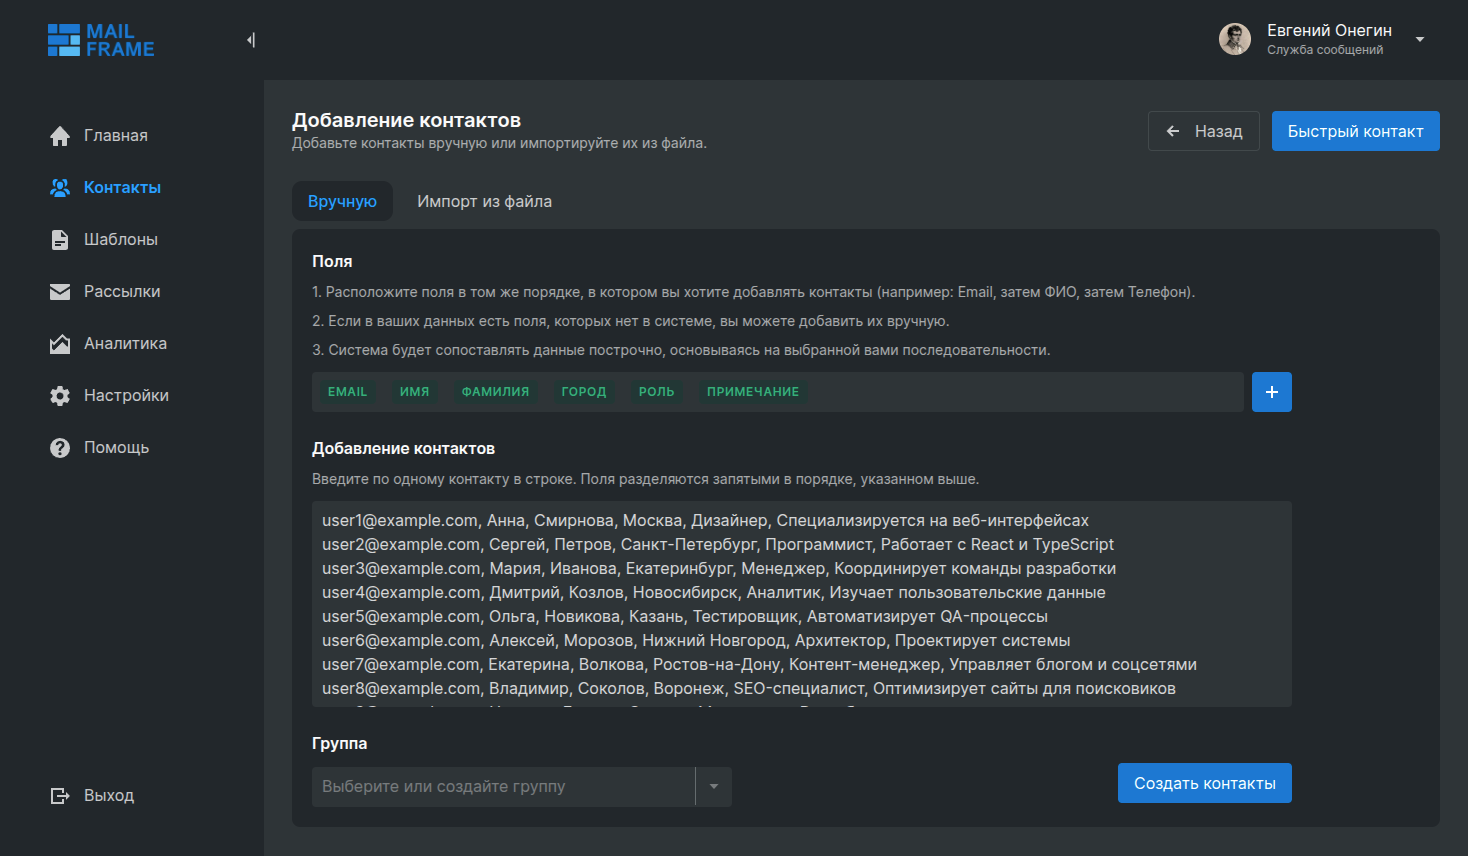 MAIL
FRAME
Евгений Онегин
Служба сообщений
Главная
Контакты
Шаблоны
Рассылки
Аналитика
Настройки
Помощь
Выход
Добавление контактов
Добавьте контакты вручную или импортируйте их из файла.
Назад
Быстрый контакт
Вручную
Импорт из файла
Поля
1. Расположите поля в том же порядке, в котором вы хотите добавлять контакты (например: Email, затем ФИО, затем Телефон).
2. Если в ваших данных есть поля, которых нет в системе, вы можете добавить их вручную.
3. Система будет сопоставлять данные построчно, основываясь на выбранной вами последовательности.
EMAIL ИМЯ ФАМИЛИЯ ГОРОД РОЛЬ ПРИМЕЧАНИЕ
Добавление контактов
Введите по одному контакту в строке. Поля разделяются запятыми в порядке, указанном выше.
user1@example.com, Анна, Смирнова, Москва, Дизайнер, Специализируется на веб-интерфейсах
user2@example.com, Сергей, Петров, Санкт-Петербург, Программист, Работает с React и TypeScript
user3@example.com, Мария, Иванова, Екатеринбург, Менеджер, Координирует команды разработки
user4@example.com, Дмитрий, Козлов, Новосибирск, Аналитик, Изучает пользовательские данные
user5@example.com, Ольга, Новикова, Казань, Тестировщик, Автоматизирует QA-процессы
user6@example.com, Алексей, Морозов, Нижний Новгород, Архитектор, Проектирует системы
user7@example.com, Екатерина, Волкова, Ростов-на-Дону, Контент-менеджер, Управляет блогом и соцсетями
user8@example.com, Владимир, Соколов, Воронеж, SEO-специалист, Оптимизирует сайты для поисковиков
Группа
Выберите или создайте группу
Создать контакты